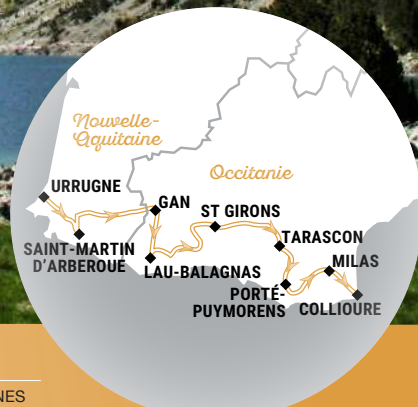 Nouvelle-
Aquitaine
Occitanie
URRUGNE
GAN
ST GIRONS
SAINT-MARTIN
D'ARBEROUE
LAU-BALAGNAS
TARASCON
MILAS
PORTÉ-
PUYMORENS
COLLIOURE
NES